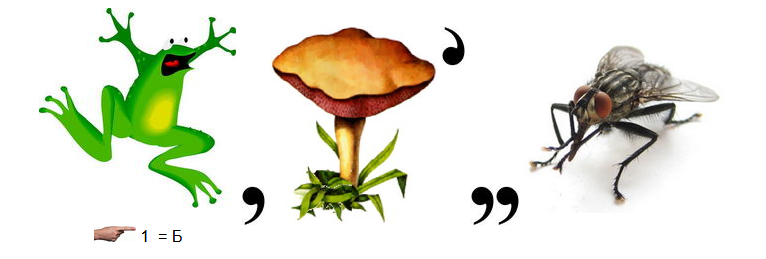 , ’ ,,
1 = Б